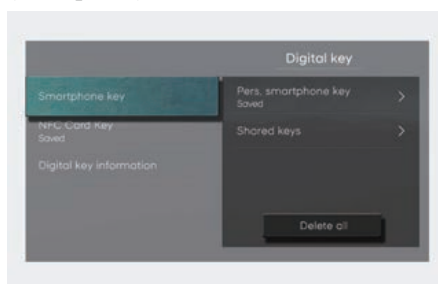 Digital key
Smartphone key
NFC Card Key
Saved
Digital key information
Pers. smartphone key
Saved
Shared keys
Delete all